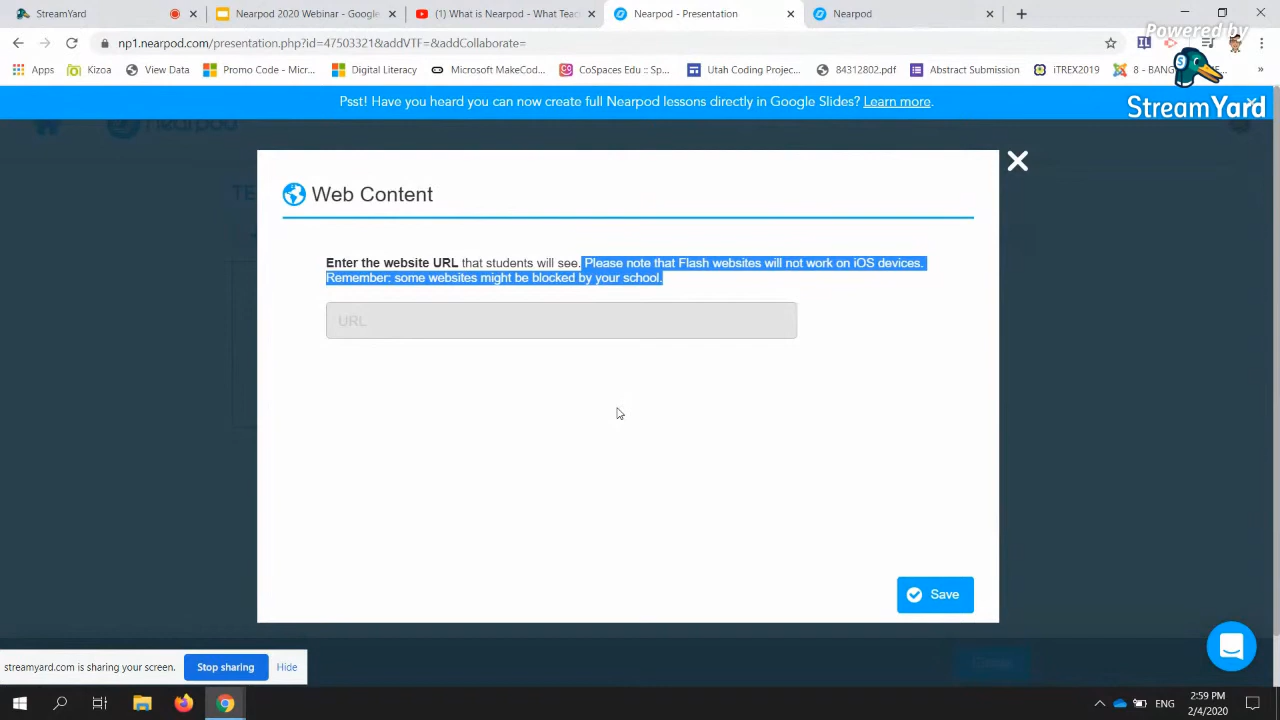 StreamYard
Nearpod 2020 Webinar - Google
(1) What is Nearpod - What Teac
Nearpod - Presentation
Nearpod
np1.nearpod.com/presentation.php?id=47503321&addVTF=&addCollaborate=
Powered by
Apps
Kizoa
View Data
Promo Code - Mic...
Digital Literacy
Microsoft MakeCod...
CoSpaces Edu :: Sp...
Utah Coding Projec...
84312802.pdf
Abstract Submission
iTREX2019
8 - BANG
Psst! Have you heard you can now create full Nearpod lessons directly in Google Slides? Learn more.
StreamYard
nearpod
Web Content
Enter the website URL that students will see. Please note that Flash websites will not work on iOS devices.
Remember: some websites might be blocked by your school.
URL
Save
streamyard.com is sharing your screen.
Stop sharing
Hide
ENG
2:59 PM
2/4/2020